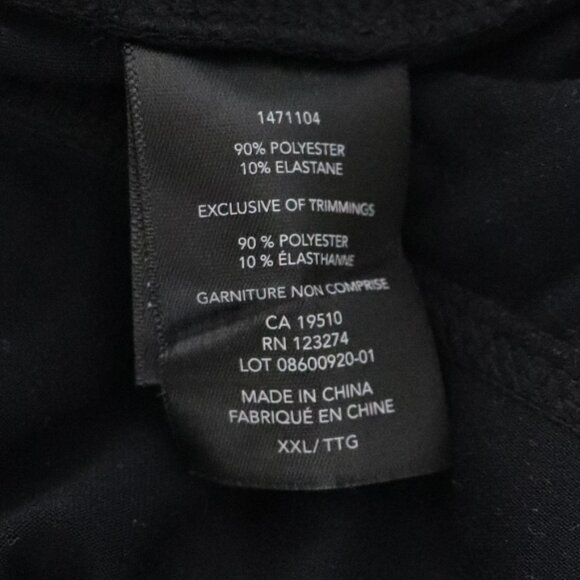 1471104
90% POLYESTER
10% ELASTANE
EXCLUSIVE OF TRIMMINGS
90 % POLYESTER
10 % ÉLASTHANNE
GARNITURE NON COMPRISE
CA 19510
RN 123274
LOT 08600920-01
MADE IN CHINA
FABRIQUÉ EN CHINE
XXL/ TTG